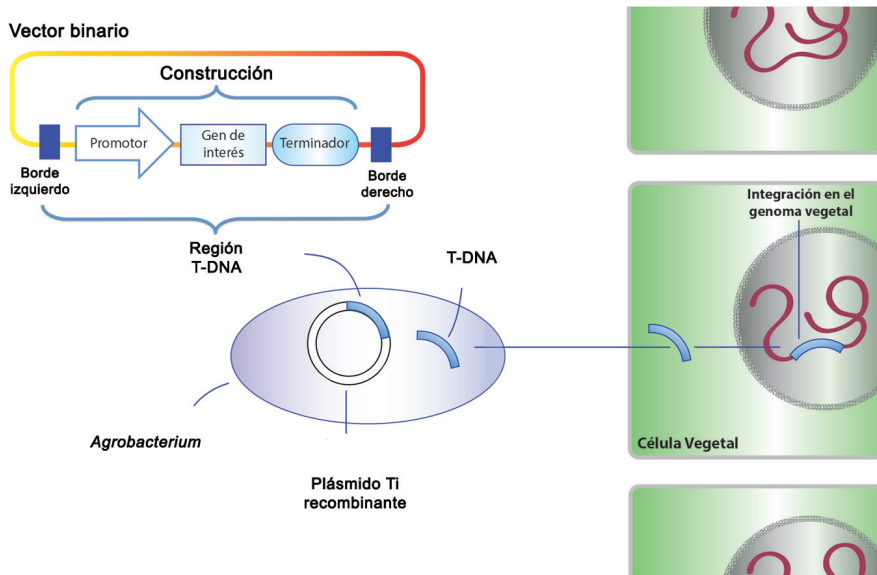 Vector binario
Construcción
Promotor
Gen de
interés
Terminador
Borde
izquierdo
Borde
derecho
Región
T-DNA
T-DNA
Integración en el
genoma vegetal
Agrobacterium
Célula Vegetal
Plásmido Ti
recombinante